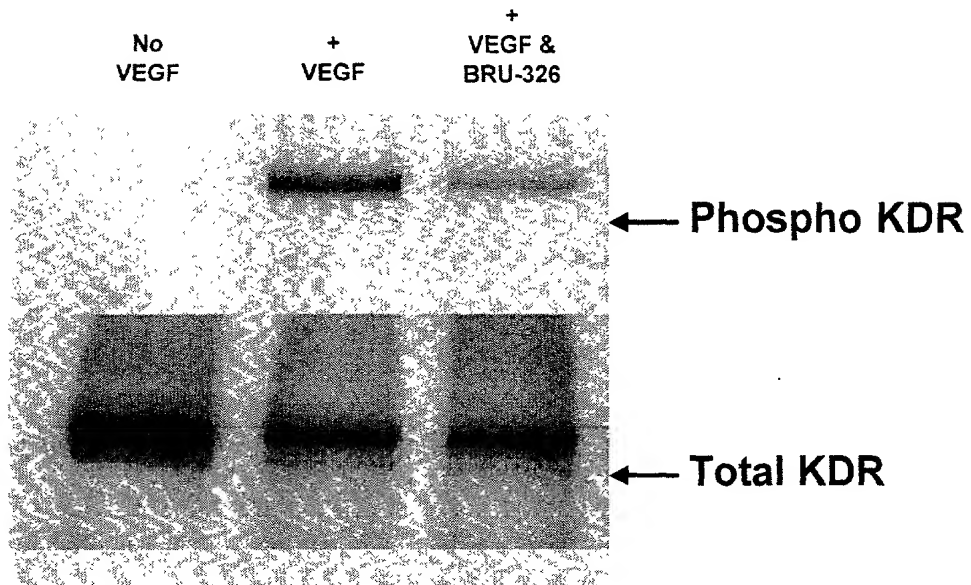 No
VEGF
+
VEGF
+
VEGF &
BRU-326
Phospho KDR
Total KDR